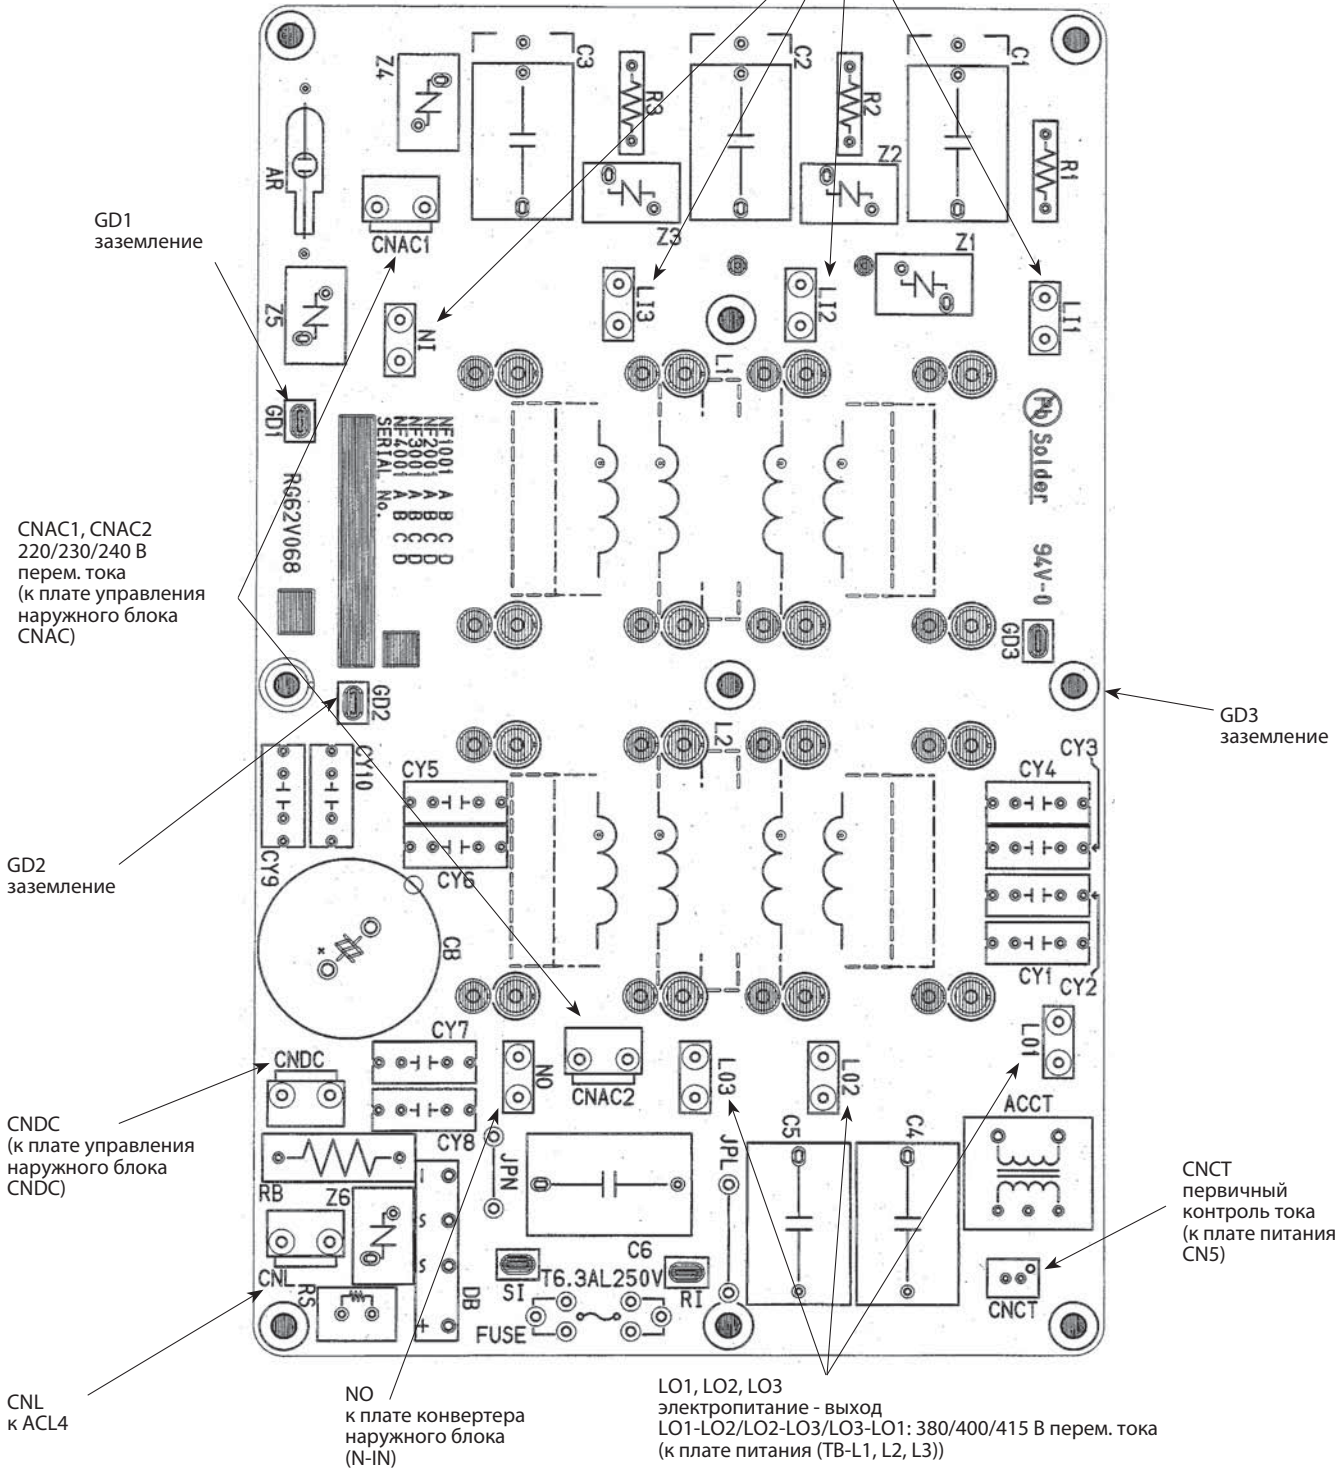 C3
C2
C1
Z4
R3
R2
R1
AR
Z2
CNAC1
Z3
Z1
GD1
заземление
Z5
NI
LI3
LI2
LI1
L1
GD1
NF1001 A B C D
NF2001 A B C D
NF3001 A B C D
NF4001 A B C D
SERIAL No.
RG62V068
Pb
Solder
94V-0
CNAC1, CNAC2
220/230/240 В
перем. тока
(к плате управления
наружного блока
CNAC)
GD3
GD2
GD3
заземление
L2
CY10
CY5
CY4
CY3
CY9
CY6
GD2
заземление
CB
CY1
CY2
CY7
CNDC
NO
CNAC2
LO3
LO2
LO1
CNDC
(к плате управления
наружного блока
CNDC)
CY8
JPN
JPL
C5
C4
ACCT
RB
Z6
CNCT
первичный
контроль тока
(к плате питания
CN5)
- S S +
C6
CNL
SI
T6.3AL250V
RI
RS
DB
FUSE
CNCT
CNL
к ACL4
NO
к плате конвертера
наружного блока
(N-IN)
LO1, LO2, LO3
электропитание - выход
LO1-LO2/LO2-LO3/LO3-LO1: 380/400/415 В перем. тока
(к плате питания (TB-L1, L2, L3))